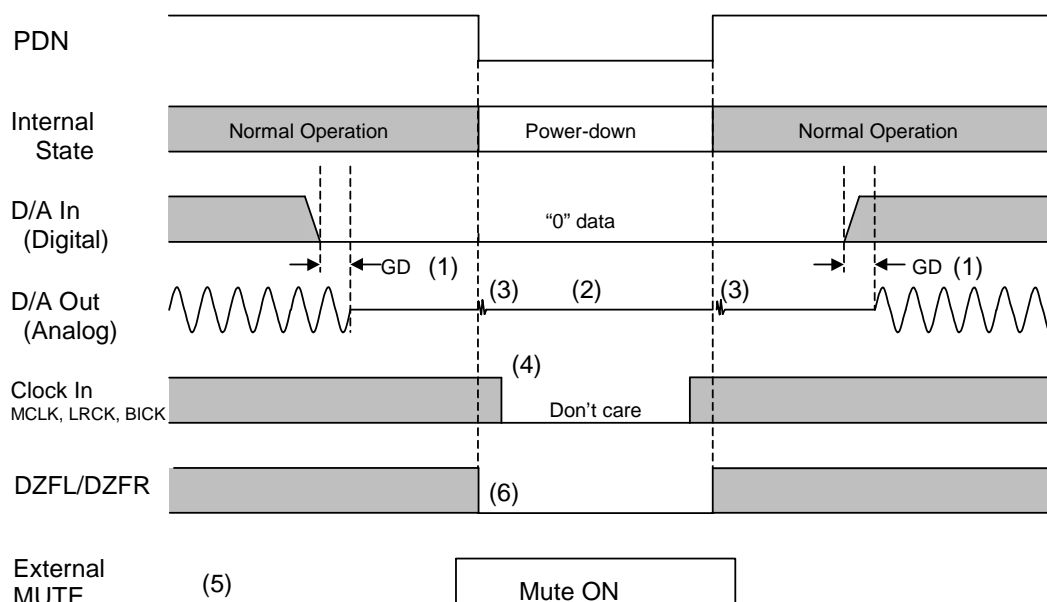 PDN
Internal
State
Normal Operation
Power-down
Normal Operation
D/A In
(Digital)
“0” data
GD (1)
GD (1)
D/A Out
(Analog)
(3)
(2)
(3)
Clock In
MCLK, LRCK, BICK
(4)
Don’t care
DZFL/DZFR
(6)
External
MUTE
(5)
Mute ON